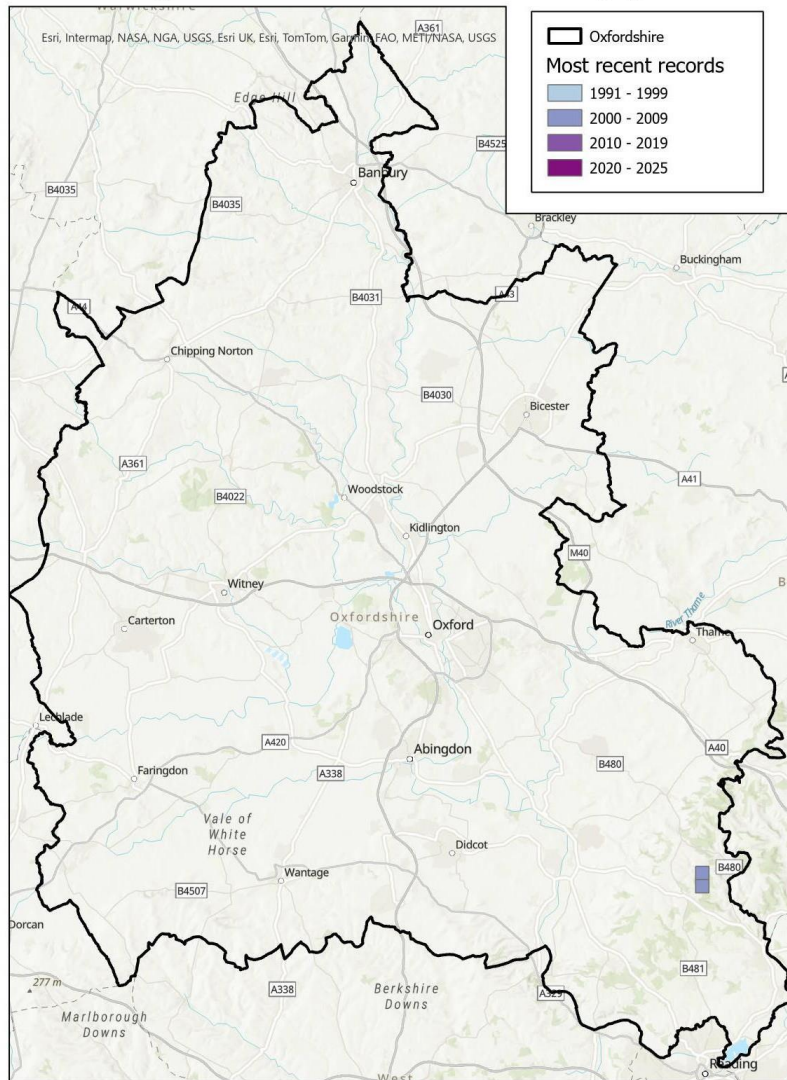 Warwickshire
A361
Esri, Intermap, NASA, NGA, USGS, Esri UK, Esri, TomTom, Garmin, FAO, METI/NASA, USGS
Oxfordshire
Most recent records
1991 - 1999
2000 - 2009
2010 - 2019
2020 - 2025
Edge Hill
B4525
Banbury
B4035
B4035
Brackley
Buckingham
A44
B4031
A43
Chipping Norton
B4030
Bicester
A361
A41
B4022
Woodstock
Kidlington
M40
Witney
River Thame
Carterton
Oxfordshire
Oxford
Thame
Lechlade
A420
A40
Abingdon
B480
Faringdon
A338
Vale of
White
Horse
Didcot
B480
Wantage
B4507
Dorcan
B481
277 m
A338
Berkshire
Downs
A329
Marlborough
Downs
Reading
West